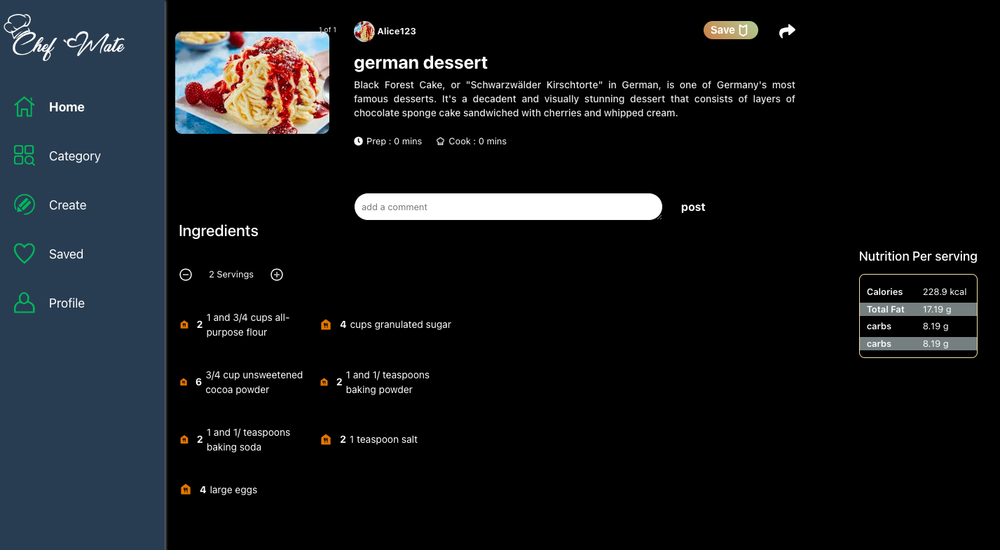 Chef Mate
Home
Category
Create
Saved
Profile
1 of 1
Alice123
Save
german dessert
Black Forest Cake, or "Schwarzwälder Kirschtorte" in German, is one of Germany's most
famous desserts. It's a decadent and visually stunning dessert that consists of layers of
chocolate sponge cake sandwiched with cherries and whipped cream.
Prep : 0 mins Cook : 0 mins
add a comment
post
Ingredients
2 Servings
2 1 and 3/4 cups all-
purpose flour
4 cups granulated sugar
6 3/4 cup unsweetened
cocoa powder
2 1 and 1/ teaspoons
baking powder
2 1 and 1/ teaspoons
baking soda
2 1 teaspoon salt
4 large eggs
Nutrition Per serving
Calories 228.9 kcal
Total Fat 17.19 g
carbs 8.19 g
carbs 8.19 g